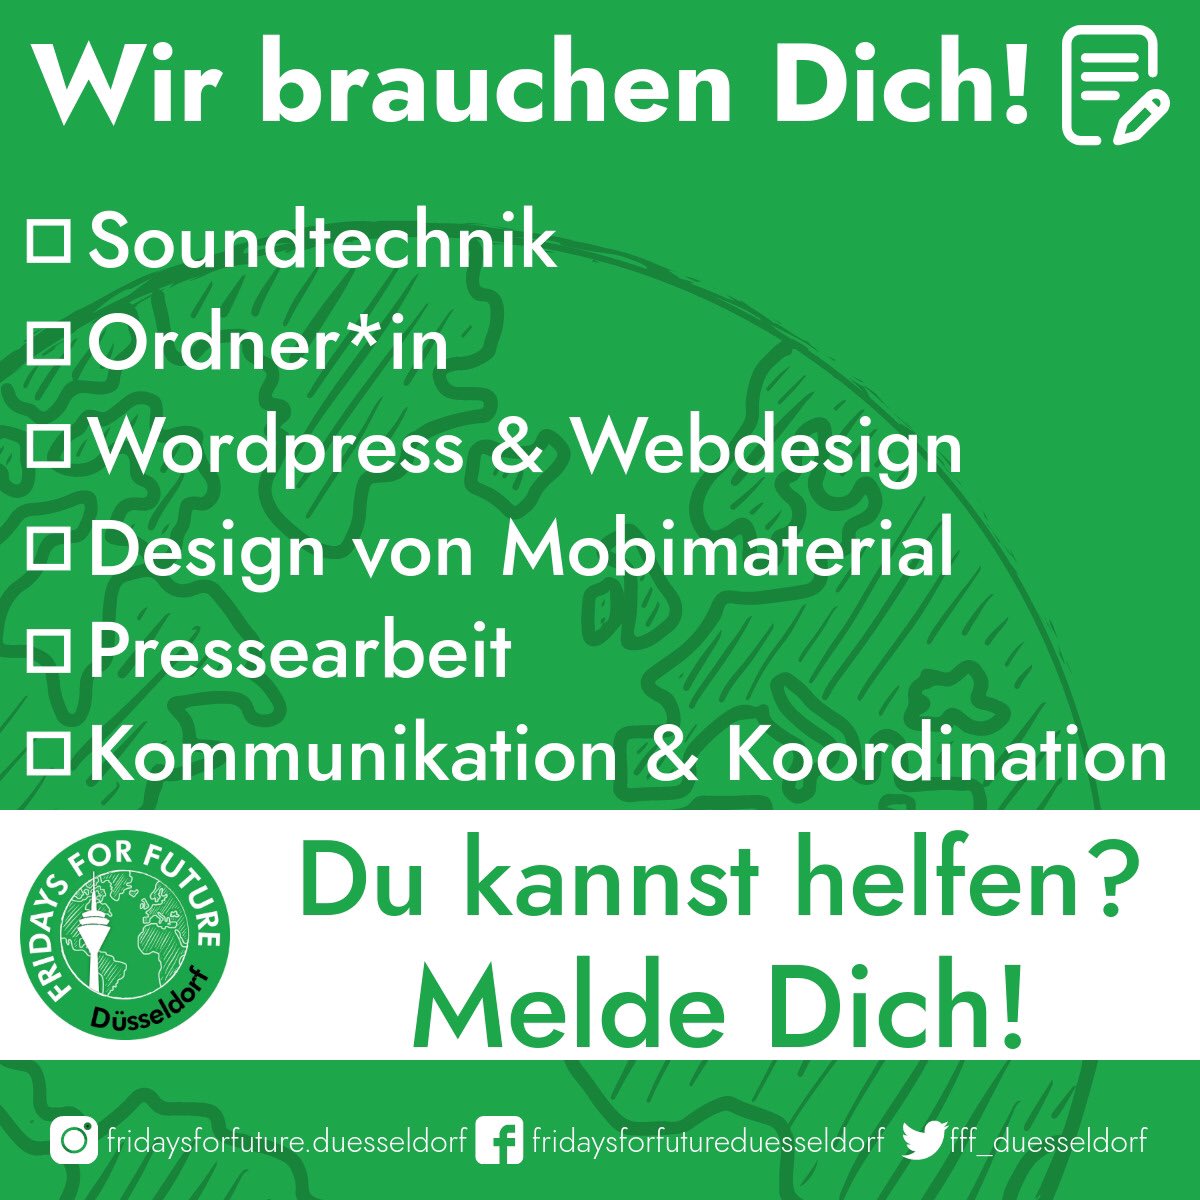 Wir brauchen Dich!
Soundtechnik
Ordner*in
Wordpress & Webdesign
Design von Mobimaterial
Pressearbeit
Kommunikation & Koordination
FRIDAYS FOR FUTURE
Düsseldorf
Du kannst helfen?
Melde Dich!
fridaysforfuture.duesseldorf fridaysforfutureduesseldorf fff_duesseldorf